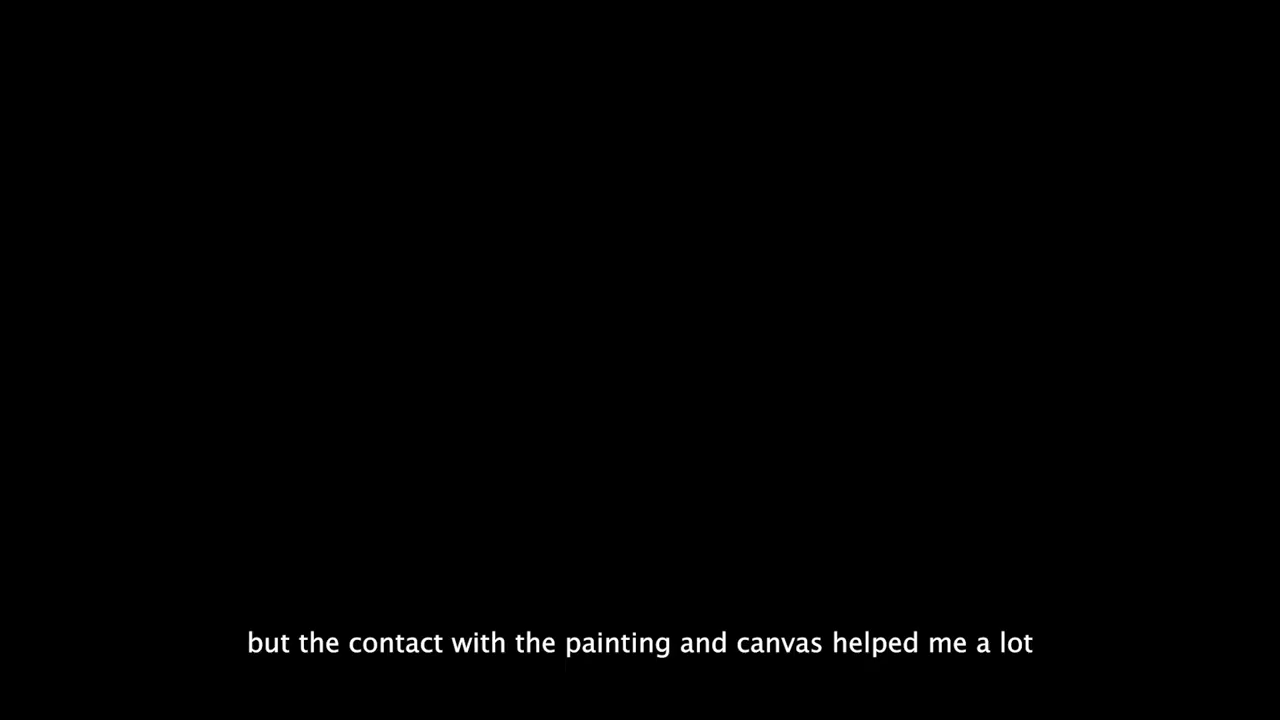 but the contact with the painting and canvas helped me a lot